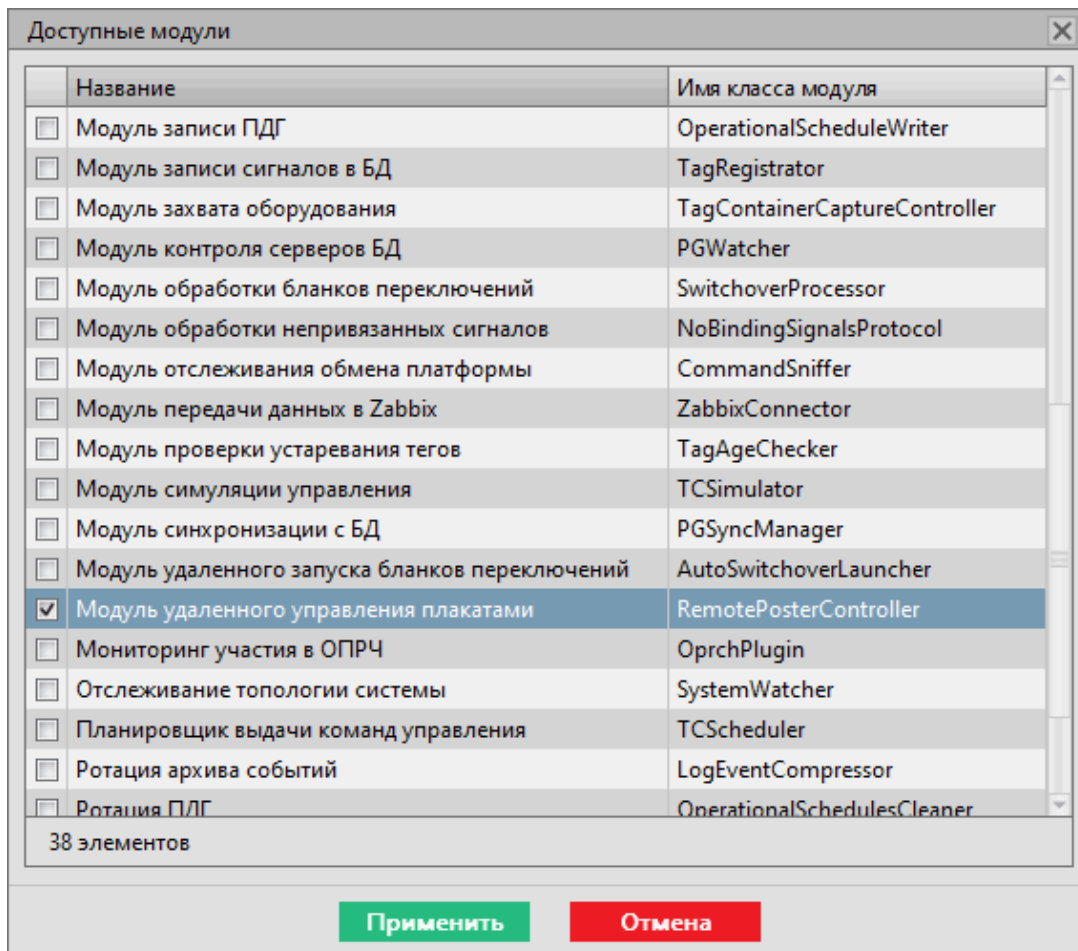 Доступные модули
Название Имя класса модуля
Модуль записи ПДГ OperationalScheduleWriter
Модуль записи сигналов в БД TagRegistrator
Модуль захвата оборудования TagContainerCaptureController
Модуль контроля серверов БД PGWatcher
Модуль обработки бланков переключений SwitchoverProcessor
Модуль обработки непривязанных сигналов NoBindingSignalsProtocol
Модуль отслеживания обмена платформы CommandSniffer
Модуль передачи данных в Zabbix ZabbixConnector
Модуль проверки устаревания тегов TagAgeChecker
Модуль симуляции управления TCSimulator
Модуль синхронизации с БД PGSyncManager
Модуль удаленного запуска бланков переключений AutoSwitchoverLauncher
Модуль удаленного управления плакатами RemotePosterController
Мониторинг участия в ОПРЧ OprchPlugin
Отслеживание топологии системы SystemWatcher
Планировщик выдачи команд управления TCScheduler
Ротация архива событий LogEventCompressor
Ротация ПДГ OperationalSchedulesCleaner
38 элементов
Применить Отмена